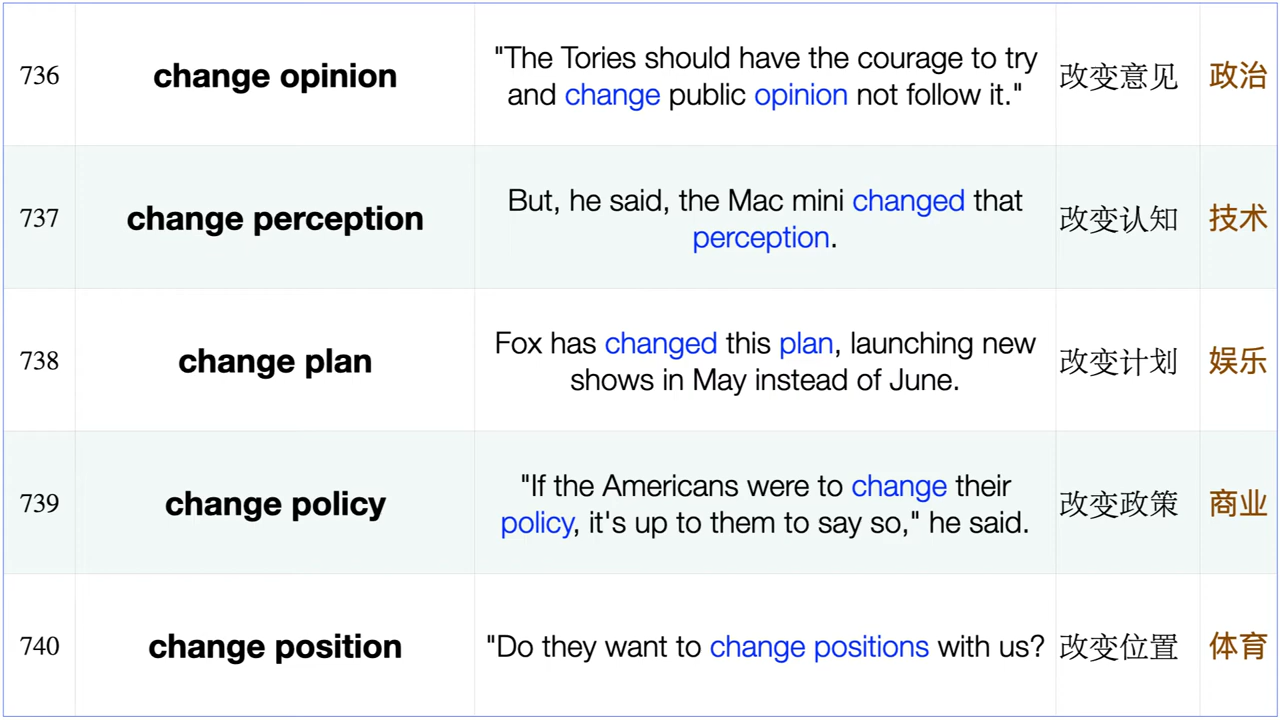 736
change opinion
"The Tories should have the courage to try
and change public opinion not follow it."
改变意见
政治
737
change perception
But, he said, the Mac mini changed that
perception.
改变认知
技术
738
change plan
Fox has changed this plan, launching new
shows in May instead of June.
改变计划
娱乐
739
change policy
"If the Americans were to change their
policy, it's up to them to say so," he said.
改变政策
商业
740
change position
"Do they want to change positions with us?
改变位置
体育